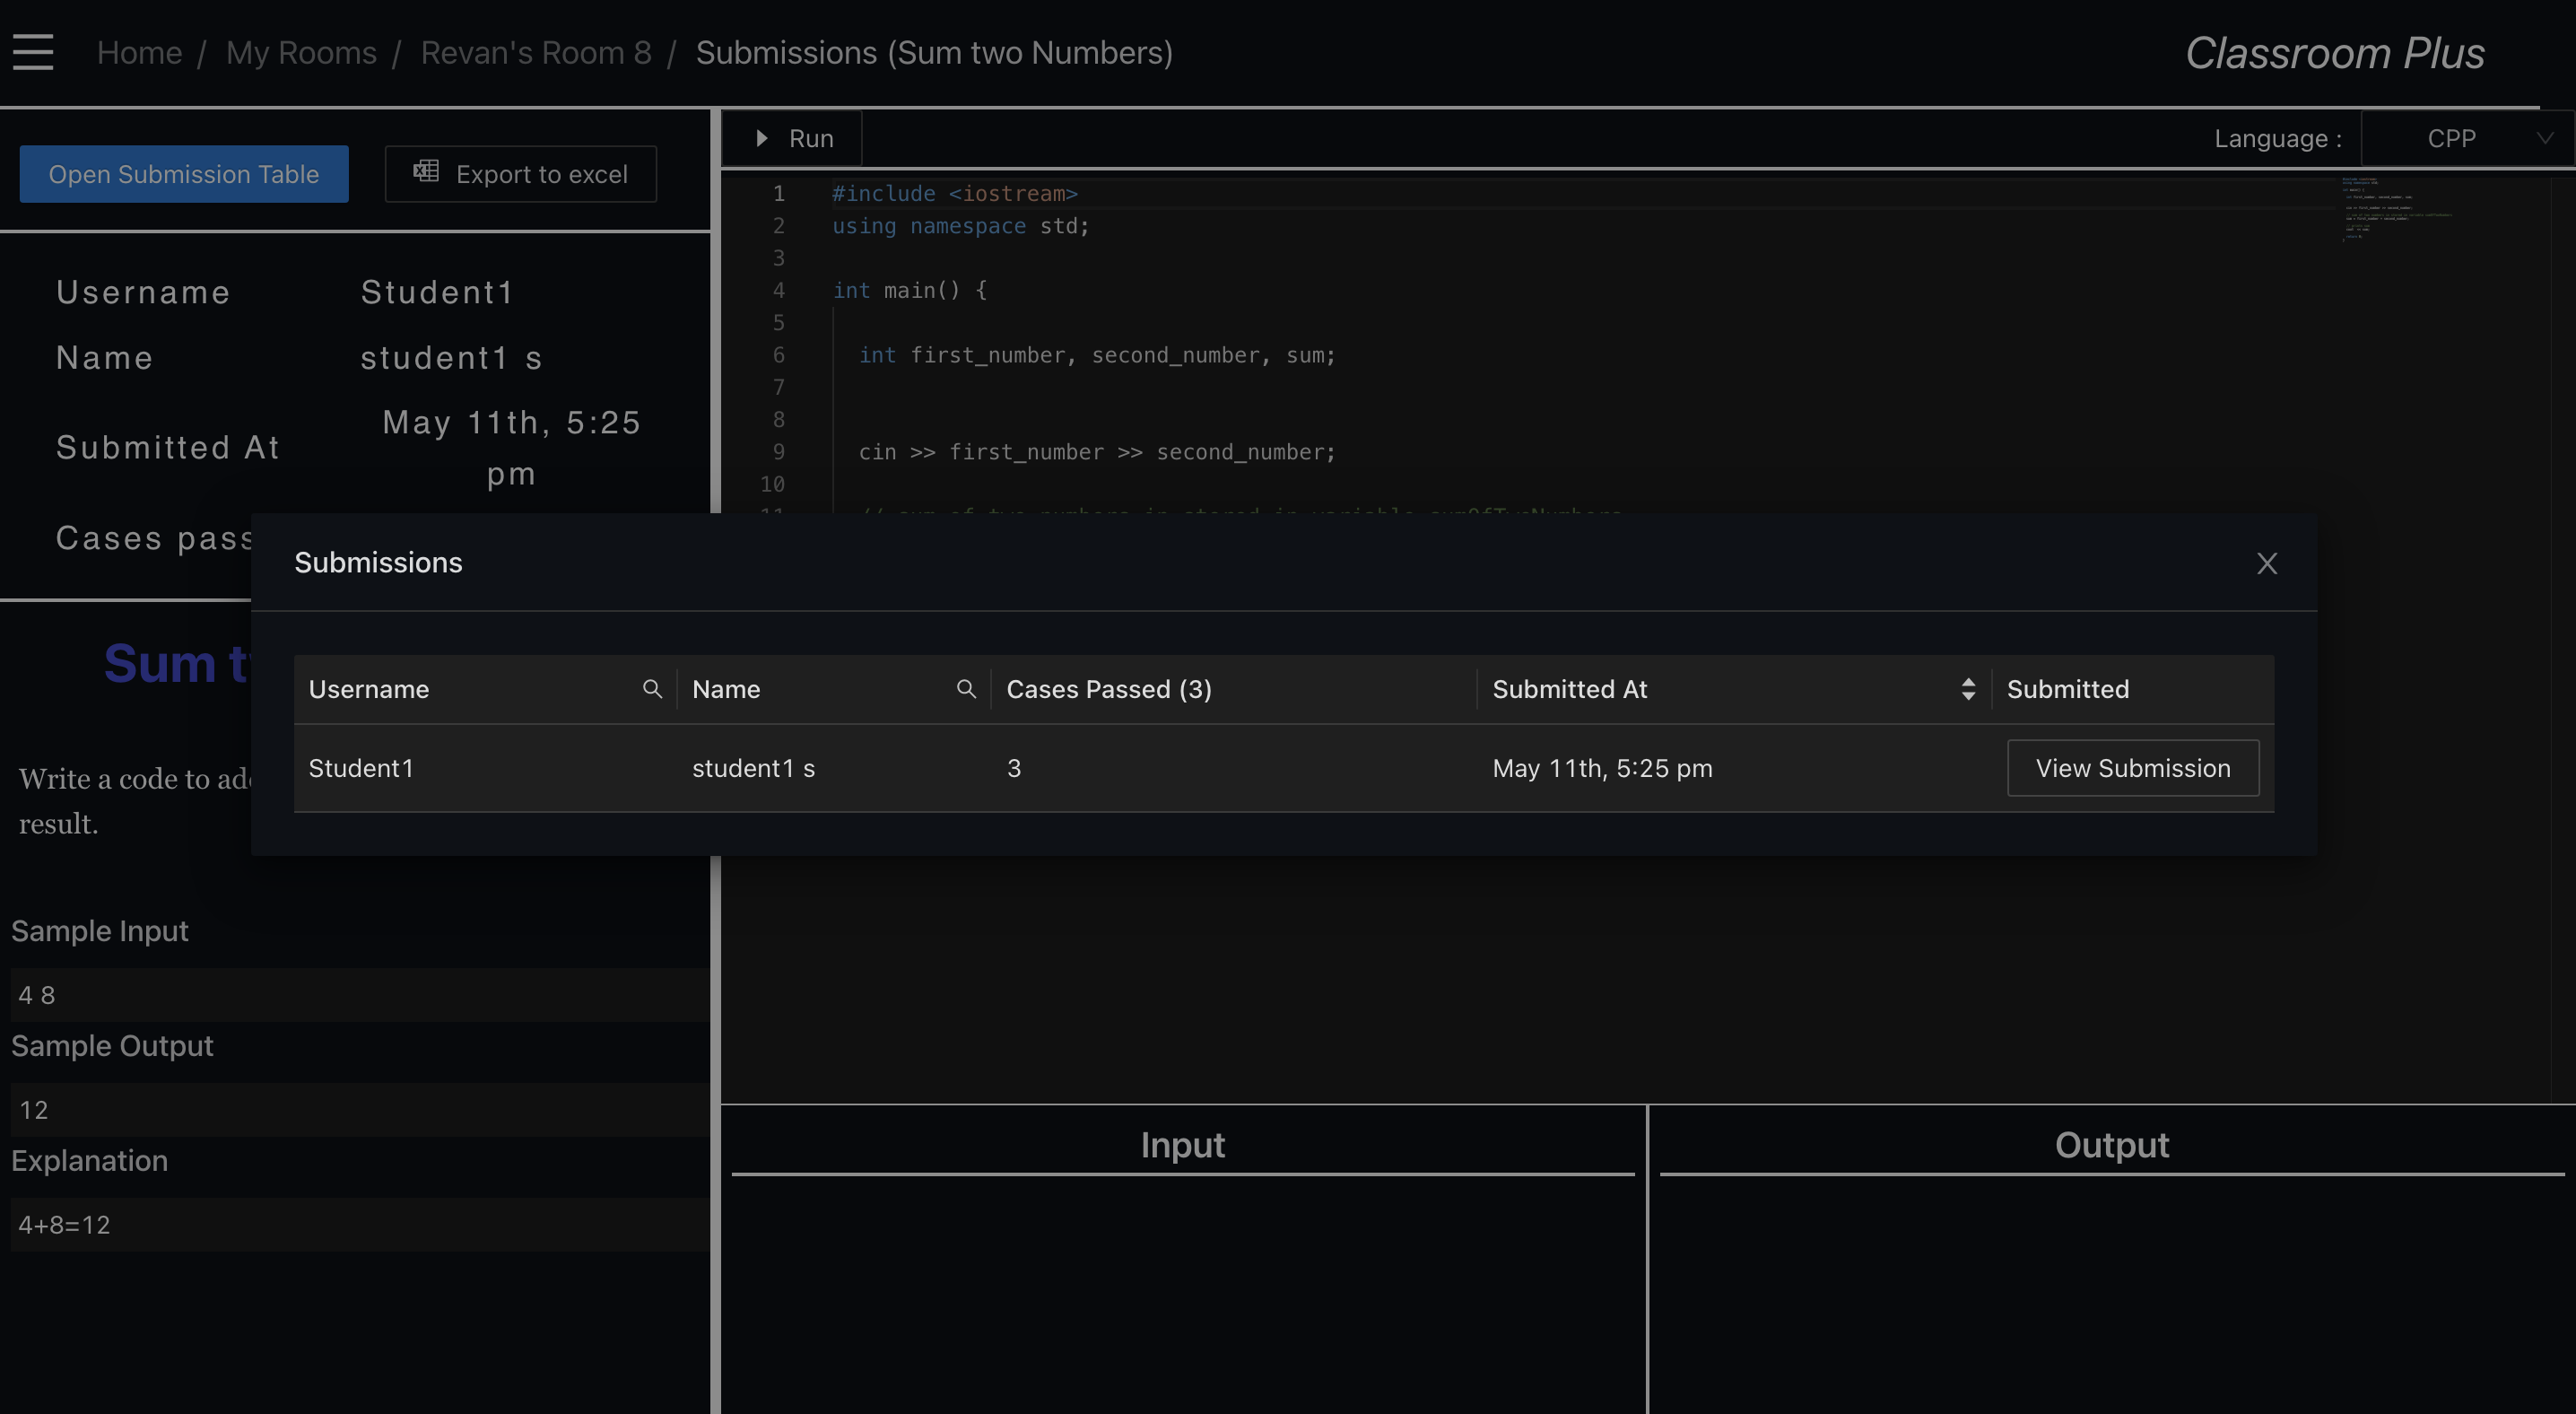 Home / My Rooms / Revan's Room 8 / Submissions (Sum two Numbers)
Classroom Plus
Open Submission Table
Export to excel
Username Student1
Name student1 s
Submitted At May 11th, 5:25
pm
Cases pass
Sum t
Write a code to ad
result.
Sample Input
4 8
Sample Output
12
Explanation
4+8=12
Run
Language : CPP
1 #include <iostream>
2 using namespace std;
3
4 int main() {
5
6 int first_number, second_number, sum;
7
8
9 cin >> first_number >> second_number;
10
Submissions
Username Name Cases Passed (3) Submitted At Submitted
Student1 student1 s 3 May 11th, 5:25 pm View Submission
Input
Output